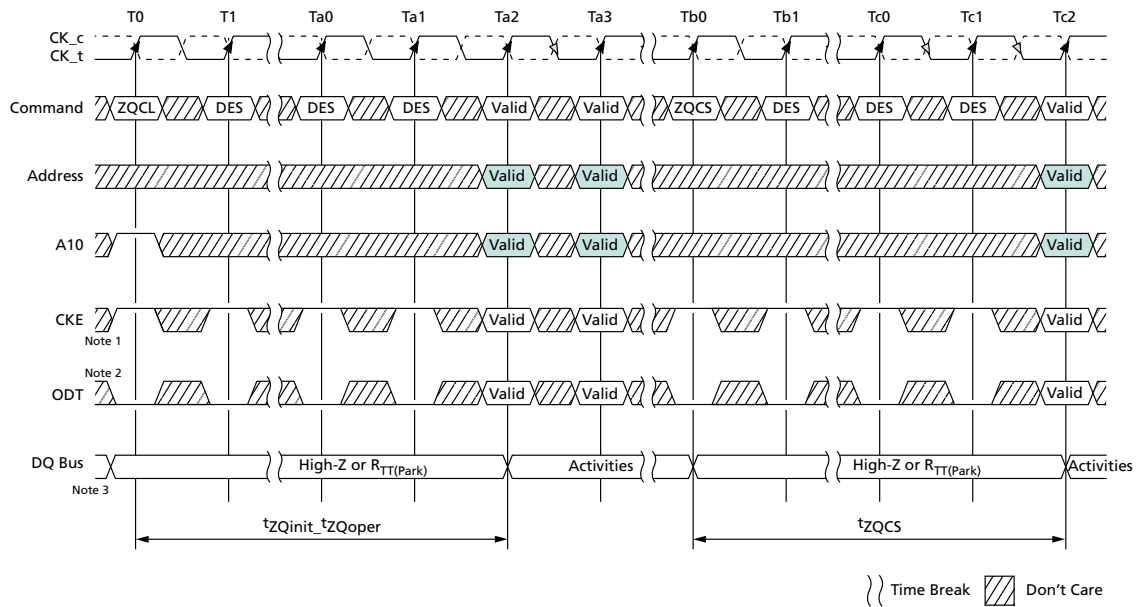 T0 T1 Ta0 Ta1 Ta2 Ta3 Tb0 Tb1 Tc0 Tc1 Tc2
CK_c
CK_t
Command ZQCL DES DES DES Valid Valid ZQCS DES DES DES Valid
Address Valid Valid Valid
A10 Valid Valid Valid
CKE Valid Valid Valid
Note 1
Note 2
ODT Valid Valid Valid
DQ Bus High-Z or RTT(Park) Activities High-Z or RTT(Park) Activities
Note 3
tZQinit_tZQoper tZQCS
Time Break Don't Care